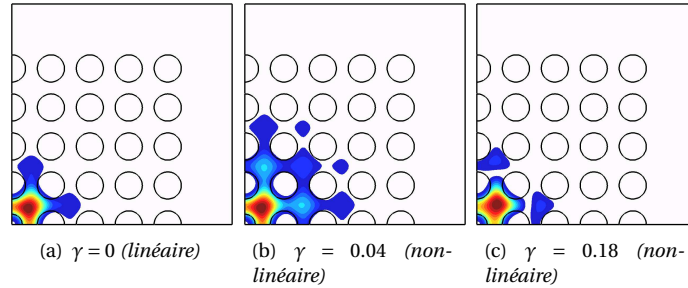 (a) γ = 0 (linéaire)
(b) γ = 0.04 (non-
linéaire)
(c) γ = 0.18 (non-
linéaire)